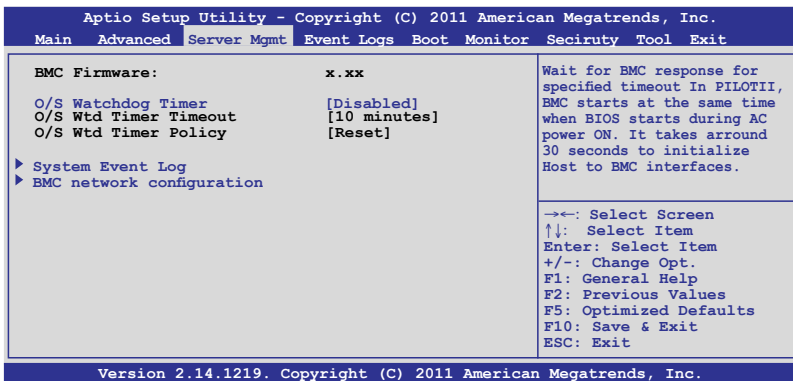 Aptio Setup Utility - Copyright (C) 2011 American Megatrends, Inc.
Main Advanced Server Mgmt Event Logs Boot Monitor Seciruty Tool Exit
BMC Firmware: x.xx
O/S Watchdog Timer [Disabled]
O/S Wtd Timer Timeout [10 minutes]
O/S Wtd Timer Policy [Reset]
System Event Log
BMC network configuration
Wait for BMC response for
specified timeout In PILOTII,
BMC starts at the same time
when BIOS starts during AC
power ON. It takes arround
30 seconds to initialize
Host to BMC interfaces.
→←: Select Screen
↑↓: Select Item
Enter: Select Item
+/-: Change Opt.
F1: General Help
F2: Previous Values
F5: Optimized Defaults
F10: Save & Exit
ESC: Exit
Version 2.14.1219. Copyright (C) 2011 American Megatrends, Inc.